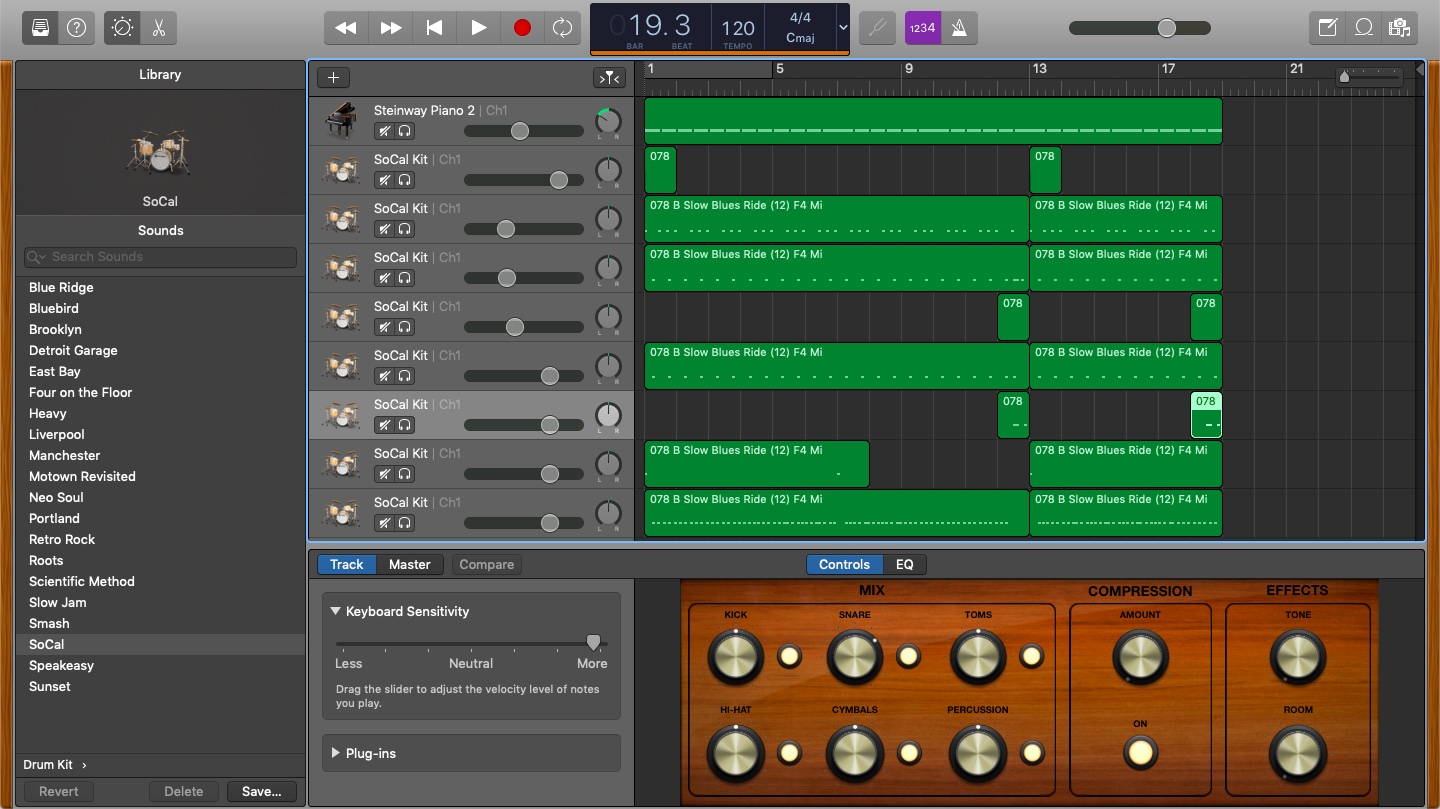 019.3
BAR
BEAT
120
TEMPO
4/4
Cmaj
1234
Library
SoCal
Sounds
Search Sounds
Blue Ridge
Bluebird
Brooklyn
Detroit Garage
East Bay
Four on the Floor
Heavy
Liverpool
Manchester
Motown Revisited
Neo Soul
Portland
Retro Rock
Roots
Scientific Method
Slow Jam
Smash
SoCal
Speakeasy
Sunset
Drum Kit ›
Revert
Delete
Save...
1 5 9 13 17 21
Steinway Piano 2 | Ch1
L R
SoCal Kit | Ch1
L R
078
078
SoCal Kit | Ch1
L R
078 B Slow Blues Ride (12) F4 Mi
078 B Slow Blues Ride (12) F4 Mi
SoCal Kit | Ch1
L R
078 B Slow Blues Ride (12) F4 Mi
078 B Slow Blues Ride (12) F4 Mi
SoCal Kit | Ch1
L R
078
078
SoCal Kit | Ch1
L R
078 B Slow Blues Ride (12) F4 Mi
078 B Slow Blues Ride (12) F4 Mi
SoCal Kit | Ch1
L R
078
078
SoCal Kit | Ch1
L R
078 B Slow Blues Ride (12) F4 Mi
078 B Slow Blues Ride (12) F4 Mi
SoCal Kit | Ch1
L R
078 B Slow Blues Ride (12) F4 Mi
078 B Slow Blues Ride (12) F4 Mi
Track
Master
Compare
Controls
EQ
Keyboard Sensitivity
Less
Neutral
More
Drag the slider to adjust the velocity level of notes
you play.
Plug-ins
MIX
KICK
SNARE
TOMS
HI-HAT
CYMBALS
PERCUSSION
COMPRESSION
AMOUNT
ON
EFFECTS
TONE
ROOM